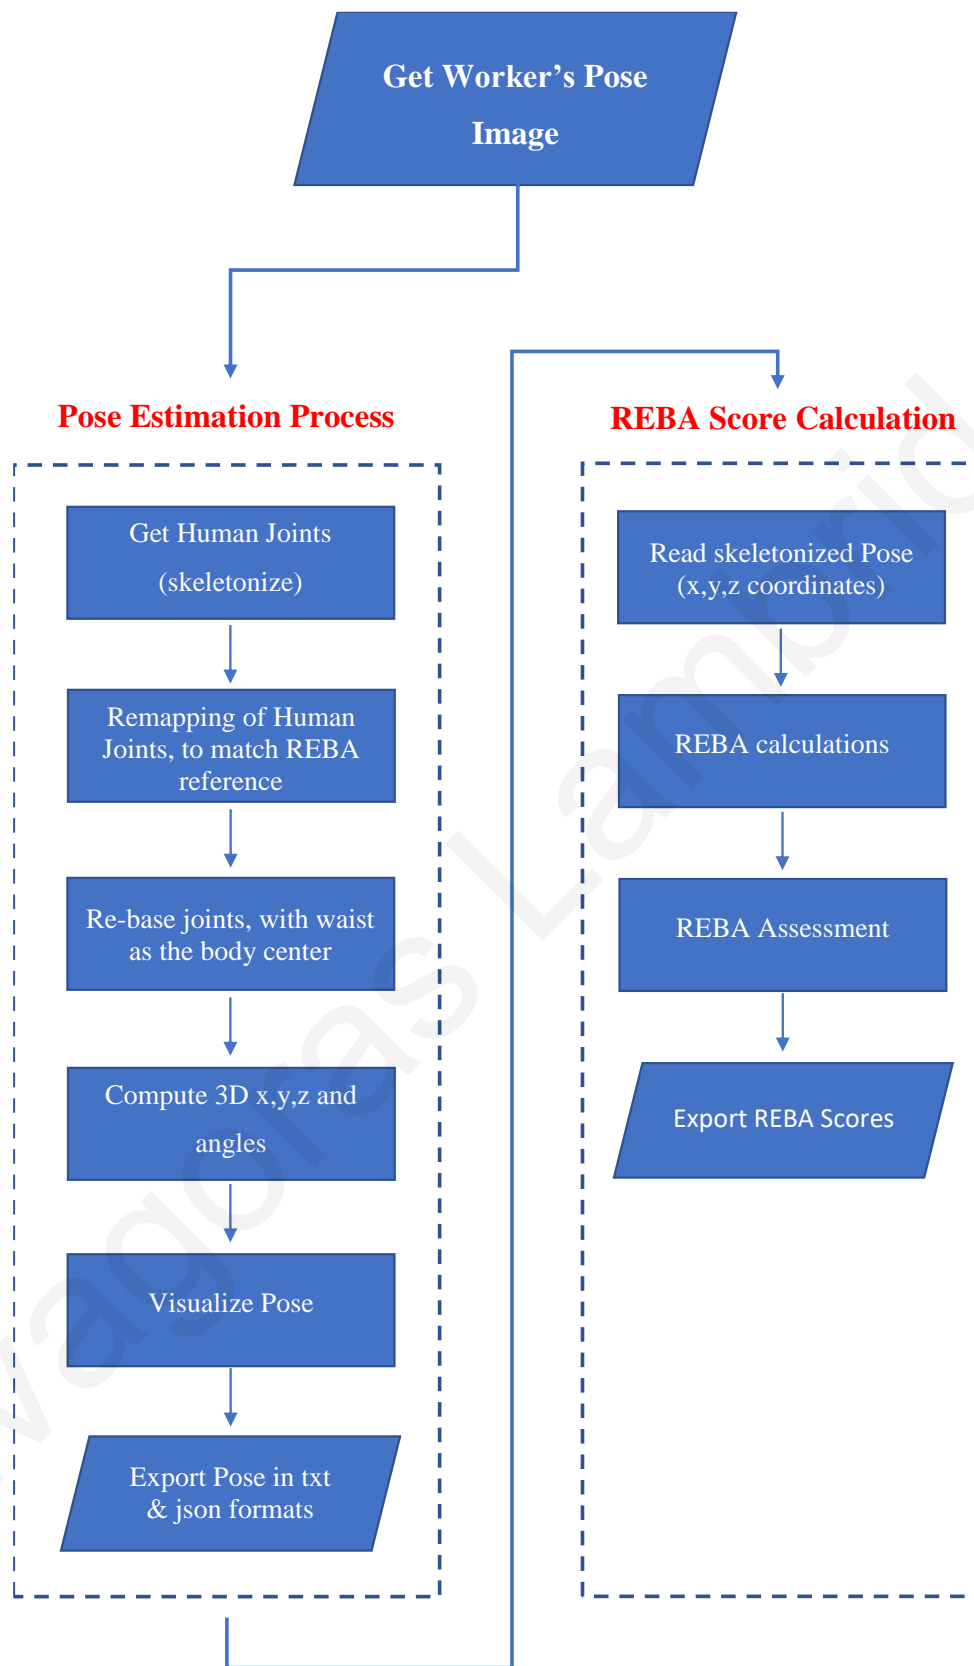 Get Worker’s Pose
Image
Pose Estimation Process
Get Human Joints
(skeletonize)
Remapping of Human
Joints, to match REBA
reference
Re-base joints, with waist
as the body center
Compute 3D x,y,z and
angles
Visualize Pose
Export Pose in txt
& json formats
REBA Score Calculation
Read skeletonized Pose
(x,y,z coordinates)
REBA calculations
REBA Assessment
Export REBA Scores